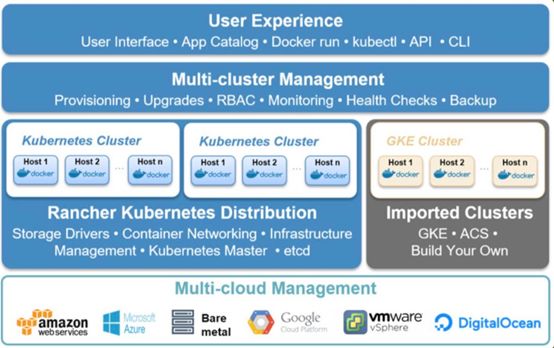 User Experience
User Interface • App Catalog • Docker run • kubectl • API • CLI
Multi-cluster Management
Provisioning • Upgrades • RBAC • Monitoring • Health Checks • Backup
Kubernetes Cluster
Host 1 Host 2 ... Host n
docker docker docker
Kubernetes Cluster
Host 1 Host 2 ... Host n
docker docker docker
Rancher Kubernetes Distribution
Storage Drivers • Container Networking • Infrastructure
Management • Kubernetes Master • etcd
GKE Cluster
Host 1 Host 2 ... Host n
docker docker docker
Imported Clusters
GKE • ACS •
Build Your Own
Multi-cloud Management
amazon
web services
Microsoft
Azure
Bare
metal
Google
Cloud Platform
vmware
vSphere
DigitalOcean